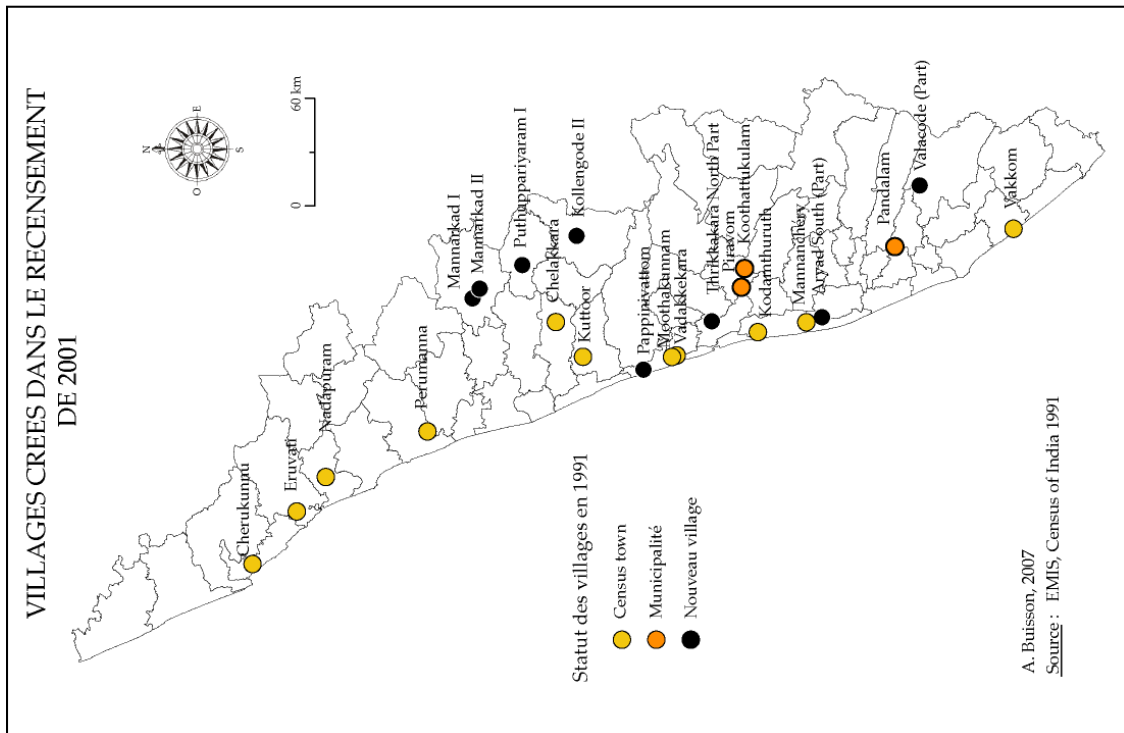 VILLAGES CREES DANS LE RECENSEMENT
DE 2001
N
E
S
O
0
60 km
Cherukunnu
Eruvati
Nadapuram
Perumanna
Mannarkad I
Mannarkad II
Puthuppariyaram I
Chelakkara
Kollengode II
Kuttoor
Pappinivattom
Moothakunnam
Vadakkekara
Thrikkakara North Part
Piravom
Koothattukulam
Kodamthuruth
Mannanchery
Aryad South (Part)
Pandalam
Valacode (Part)
Vakkom
Statut des villages en 1991
Census town
Municipalité
Nouveau village
A. Buisson, 2007
Source : EMIS, Census of India 1991